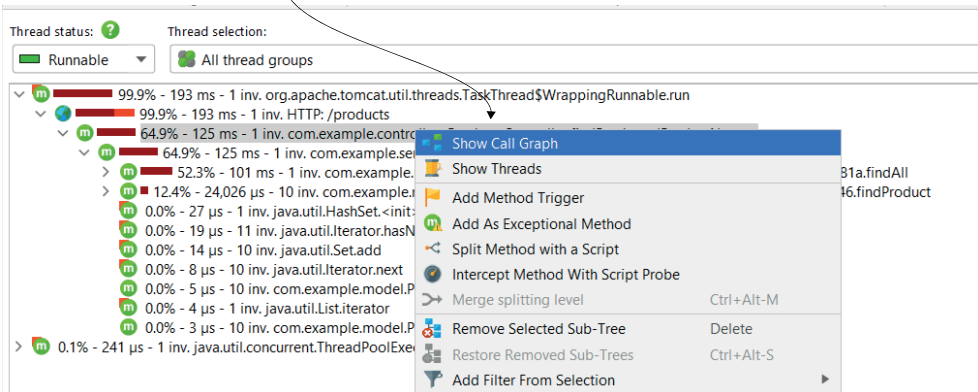 Thread status:
Thread selection:
Runnable
All thread groups
99.9% - 193 ms - 1 inv. org.apache.tomcat.util.threads.TaskThread$WrappingRunnable.run
99.9% - 193 ms - 1 inv. HTTP: /products
64.9% - 125 ms - 1 inv. com.example.contro
64.9% - 125 ms - 1 inv. com.example.ser
52.3% - 101 ms - 1 inv. com.example. 81a.findAll
12.4% - 24,026 µs - 10 inv. com.example.r 46.findProduct
0.0% - 27 µs - 1 inv. java.util.HashSet.<init>
0.0% - 19 µs - 11 inv. java.util.Iterator.hasN
0.0% - 14 µs - 10 inv. java.util.Set.add
0.0% - 8 µs - 10 inv. java.util.Iterator.next
0.0% - 5 µs - 10 inv. com.example.model.P
0.0% - 4 µs - 1 inv. java.util.List.iterator
0.0% - 3 µs - 10 inv. com.example.model.P
0.1% - 241 µs - 1 inv. java.util.concurrent.ThreadPoolExec
Show Call Graph
Show Threads
Add Method Trigger
Add As Exceptional Method
Split Method with a Script
Intercept Method With Script Probe
Merge splitting level Ctrl+Alt-M
Remove Selected Sub-Tree Delete
Restore Removed Sub-Trees Ctrl+Alt-S
Add Filter From Selection